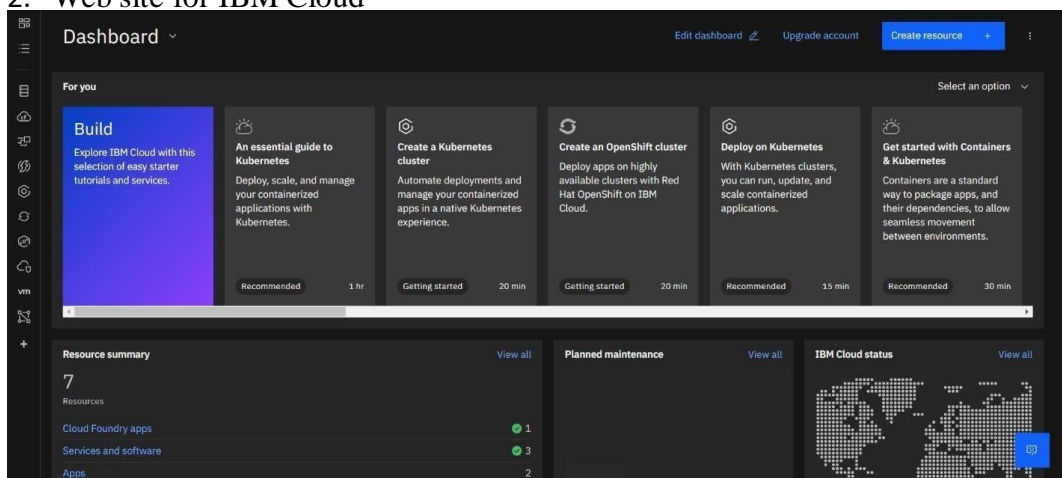 2. Web site for IBM Cloud
Dashboard
Edit dashboard
Upgrade account
Create resource +
For you
Select an option
Build
Explore IBM Cloud with this
selection of easy starter
tutorials and services.
An essential guide to
Kubernetes
Deploy, scale, and manage
your containerized
applications with
Kubernetes.
Recommended 1 hr
Create a Kubernetes
cluster
Automate deployments and
manage your containerized
apps in a native Kubernetes
experience.
Getting started 20 min
Create an OpenShift cluster
Deploy apps on highly
available clusters with Red
Hat OpenShift on IBM
Cloud.
Getting started 20 min
Deploy on Kubernetes
With Kubernetes clusters,
you can run, update, and
scale containerized
applications.
Recommended 15 min
Get started with Containers
& Kubernetes
Containers are a standard
way to package apps, and
their dependencies, to allow
seamless movement
between environments.
Recommended 30 min
vm
+
Resource summary View all
7
Resources
Cloud Foundry apps 1
Services and software 3
Apps 2
Planned maintenance View all
IBM Cloud status View all